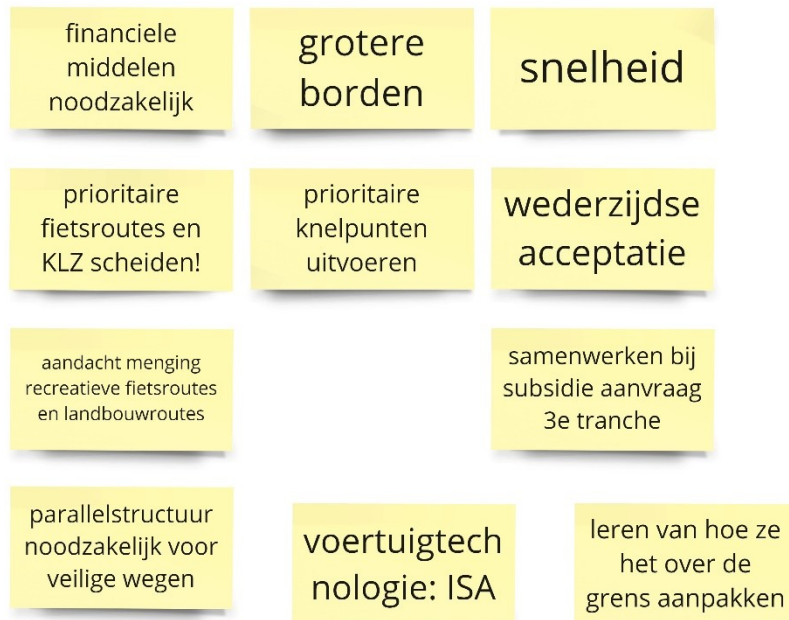 financiele
middelen
noodzakelijk
grotere
borden
snelheid
prioritaire
fietsroutes en
KLZ scheiden!
prioritaire
knelpunten
uitvoeren
wederzijdse
acceptatie
aandacht menging
recreatieve fietsroutes
en landbouwroutes
samenwerken bij
subsidie aanvraag
3e tranche
parallelstructuur
noodzakelijk voor
veilige wegen
voertuigtech
nologie: ISA
leren van hoe ze
het over de
grens aanpakken